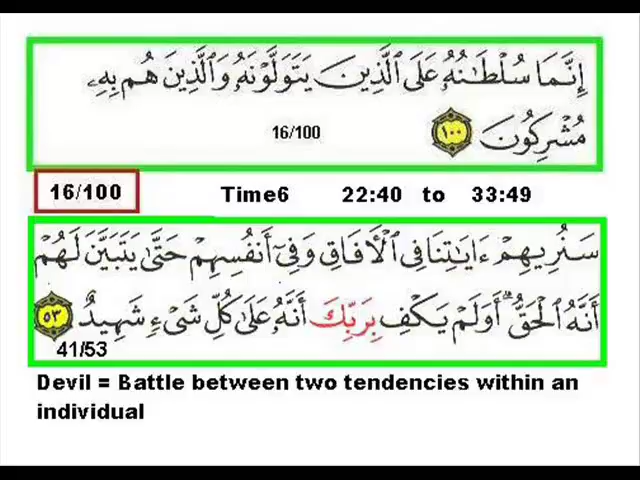 إِنَّمَا سُلْطَـٰنُهُۥ عَلَى ٱلَّذِينَ يَتَوَلَّوْنَهُۥ وَٱلَّذِينَ هُم بِهِۦ
مُشْرِكُونَ ١٠٠
16/100
16/100 Time6 22:40 to 33:49
سَنُرِيهِمْ ءَايَـٰتِنَا فِى ٱلْأَفَاقِ وَفِىٓ أَنفُسِهِمْ حَتَّىٰ يَتَبَيَّنَ لَهُمْ
أَنَّهُ ٱلْحَقُّ ۗ أَوَلَمْ يَكْفِ بِرَبِّكَ أَنَّهُۥ عَلَىٰ كُلِّ شَىْءٍ شَهِيدٌ ٥٣
41/53
Devil = Battle between two tendencies within an
individual